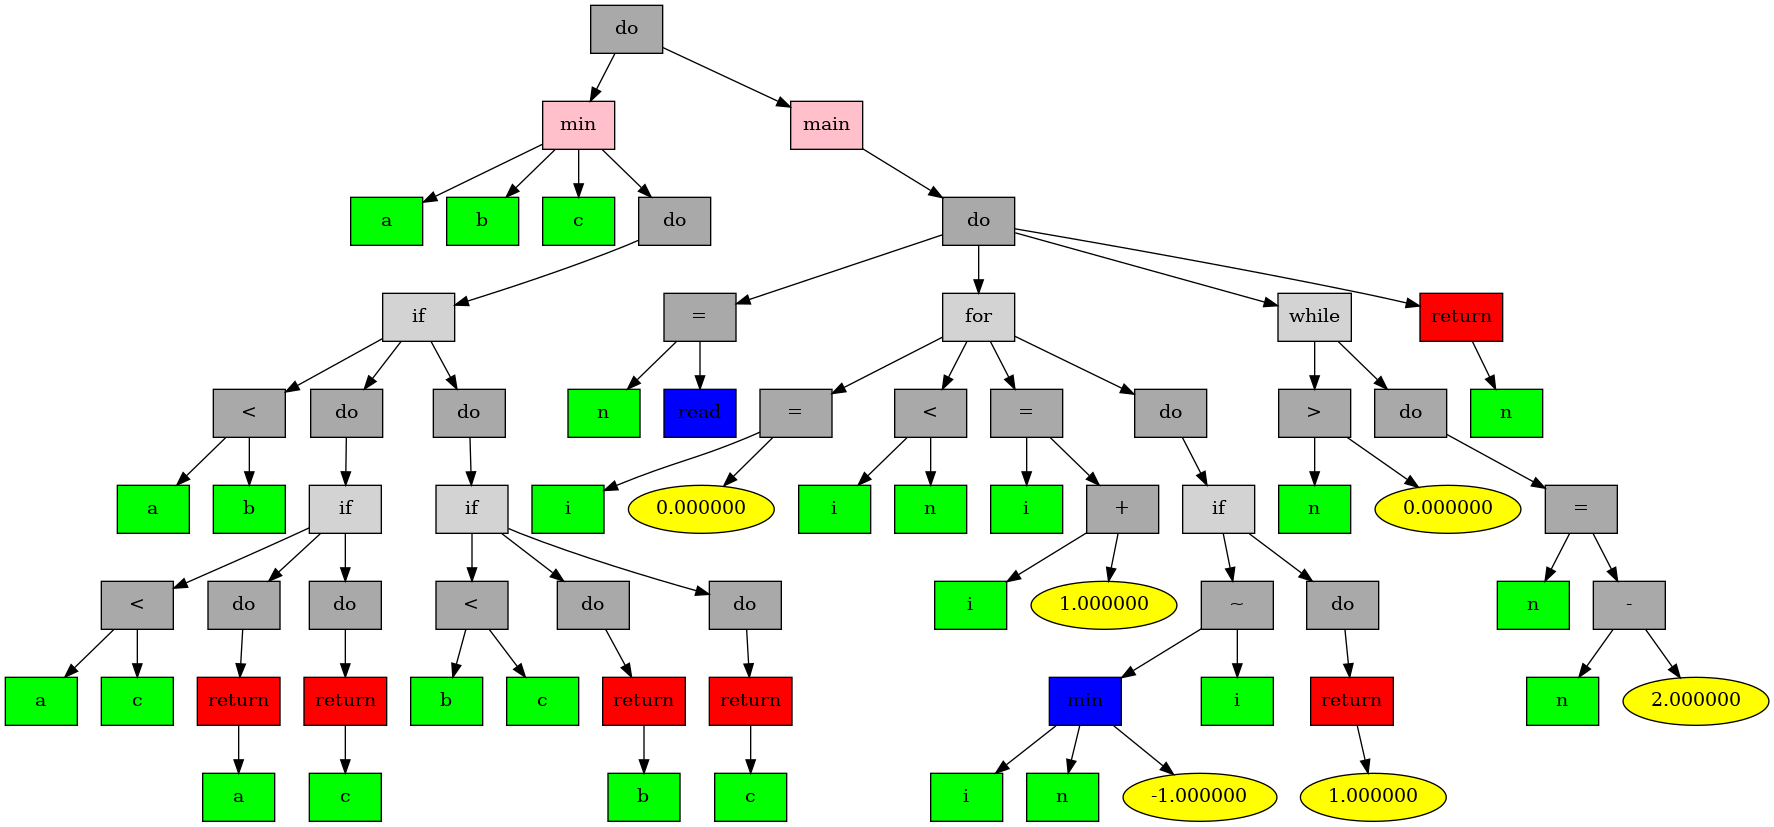 do
min main
a b c do do
if = for while return
< do do n read = < = do > do n
a b if if i 0.000000 i n i + if n 0.000000 =
< do do < do do i 1.000000 ~ do n -
a c return return b c return return min i return n 2.000000
a c b c i n -1.000000 1.000000